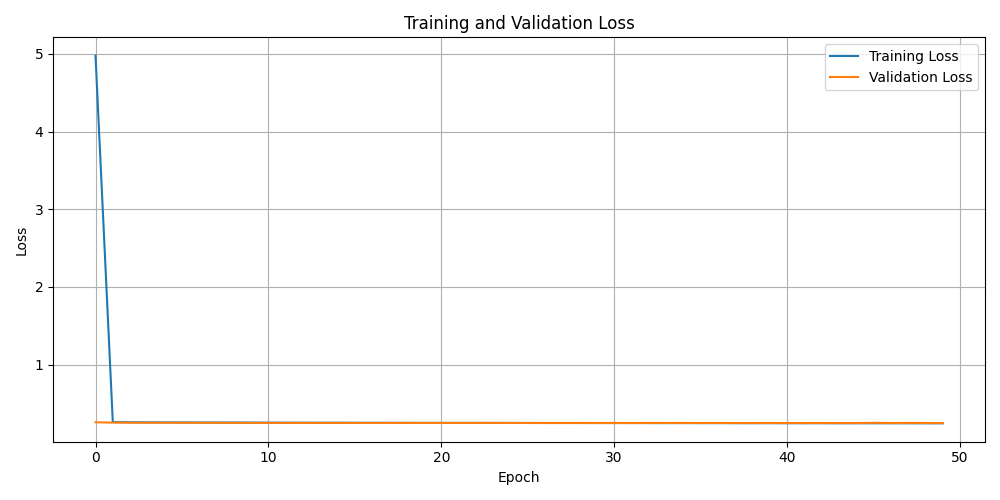 Training and Validation Loss
Training Loss
Validation Loss
5
4
3
2
1
Loss
0 10 20 30 40 50
Epoch